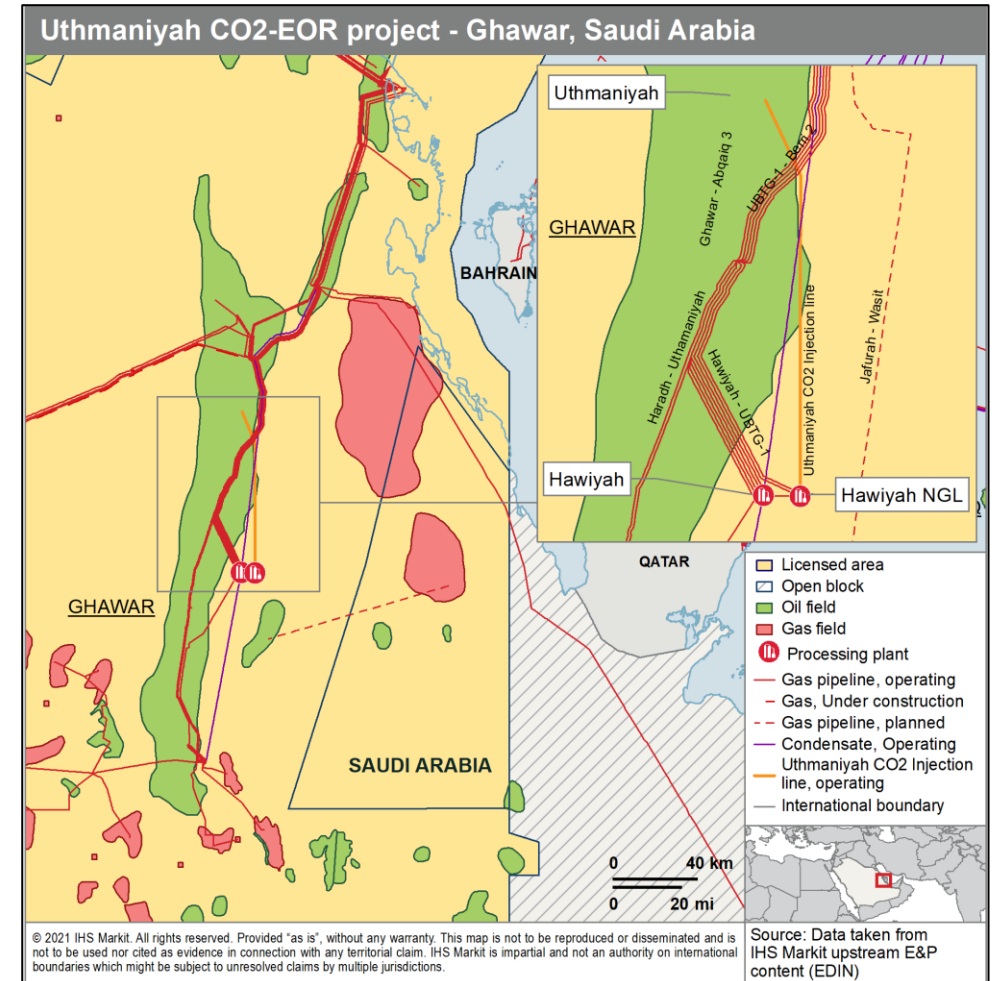 Uthmaniyah CO2-EOR project - Ghawar, Saudi Arabia
Uthmaniyah
GHAWAR
Ghawar - Abqaiq 3
UBTG-1 - Berri 2
Haradh - Uthamaniyah
Hawiyah - UBTG-1
Uthmaniyah CO2 Injection line
Jafurah - Wasit
Hawiyah
Hawiyah NGL
BAHRAIN
QATAR
GHAWAR
SAUDI ARABIA
Licensed area
Open block
Oil field
Gas field
Processing plant
Gas pipeline, operating
Gas, Under construction
Gas pipeline, planned
Condensate, Operating
Uthmaniyah CO2 Injection
line, operating
International boundary
0 40 km
0 20 mi
© 2021 IHS Markit. All rights reserved. Provided "as is", without any warranty. This map is not to be reproduced or disseminated and is
not to be used nor cited as evidence in connection with any territorial claim. IHS Markit is impartial and not an authority on international
boundaries which might be subject to unresolved claims by multiple jurisdictions.
Source: Data taken from
IHS Markit upstream E&P
content (EDIN)